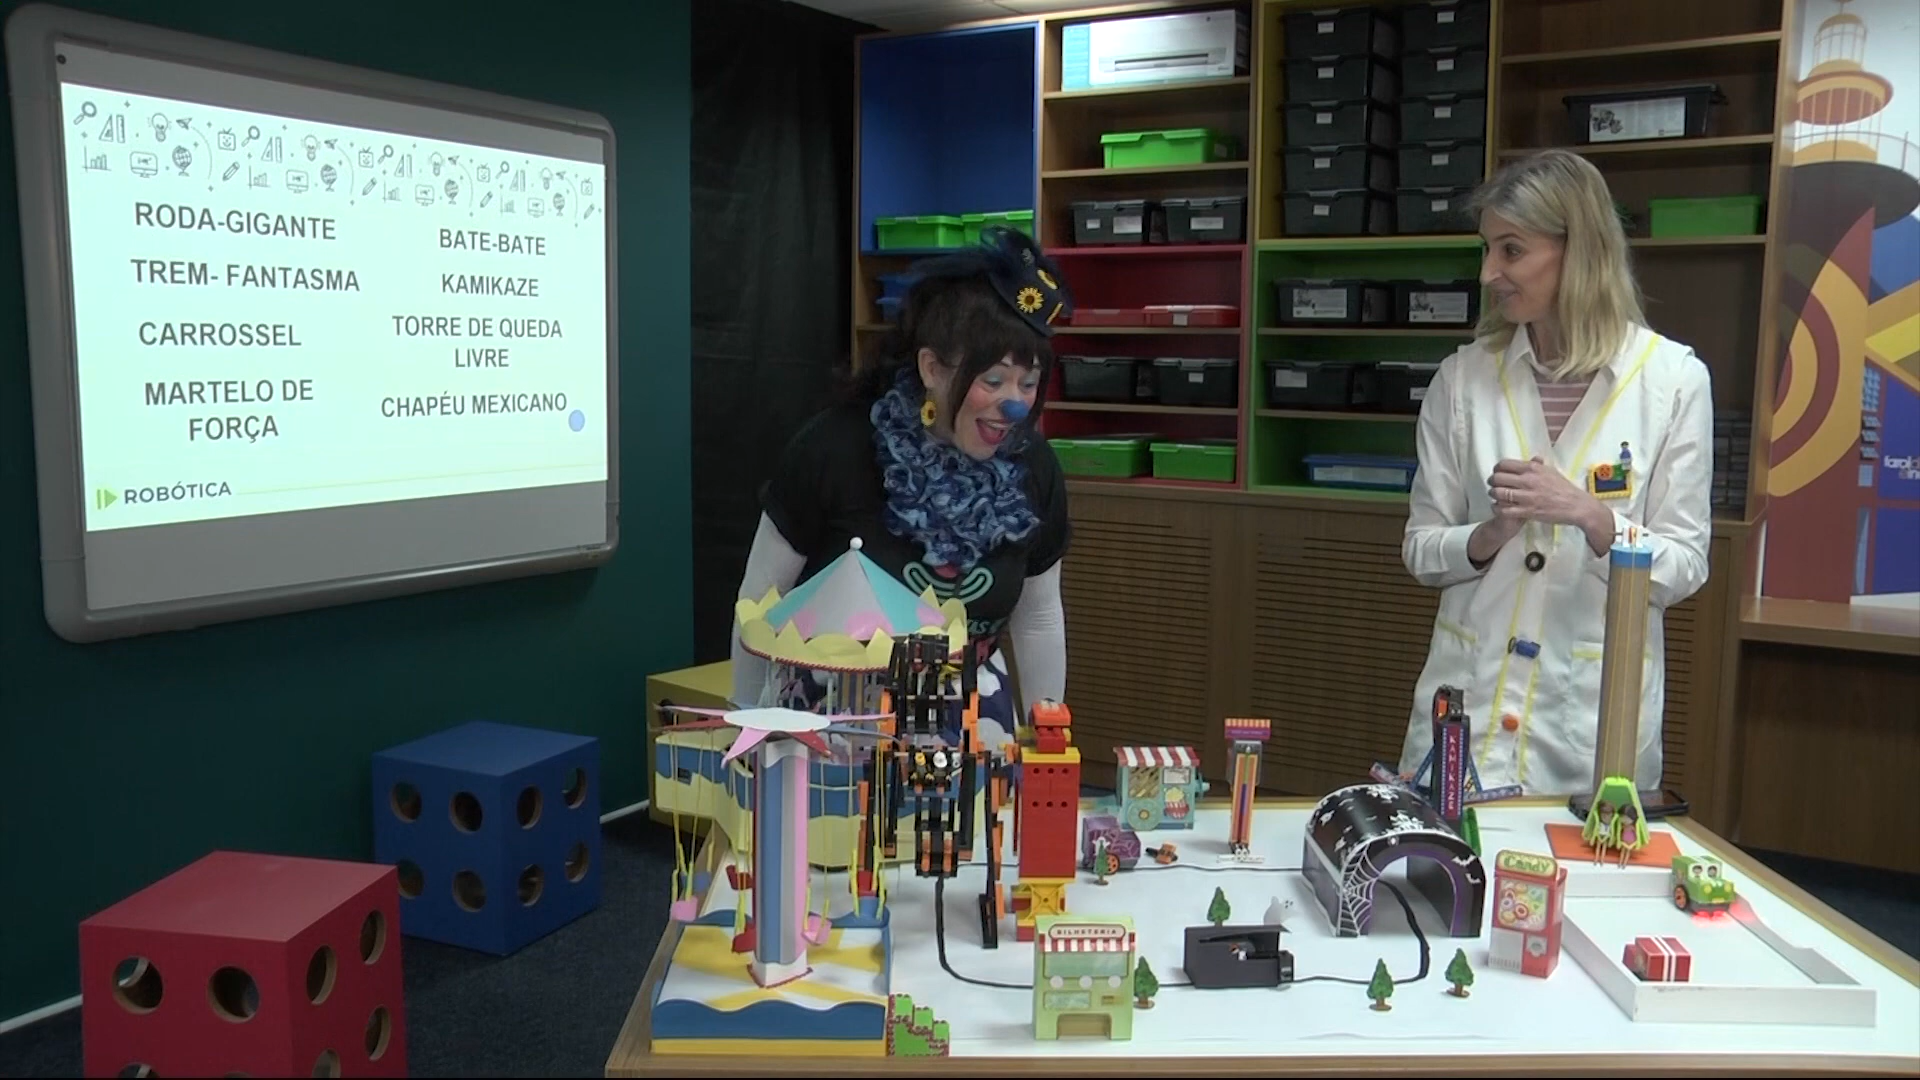 RODA-GIGANTE
TREM- FANTASMA
CARROSSEL
MARTELO DE
FORÇA
BATE-BATE
KAMIKAZE
TORRE DE QUEDA
LIVRE
CHAPÉU MEXICANO
ROBÓTICA
KAMIKAZE
BILHETERIA